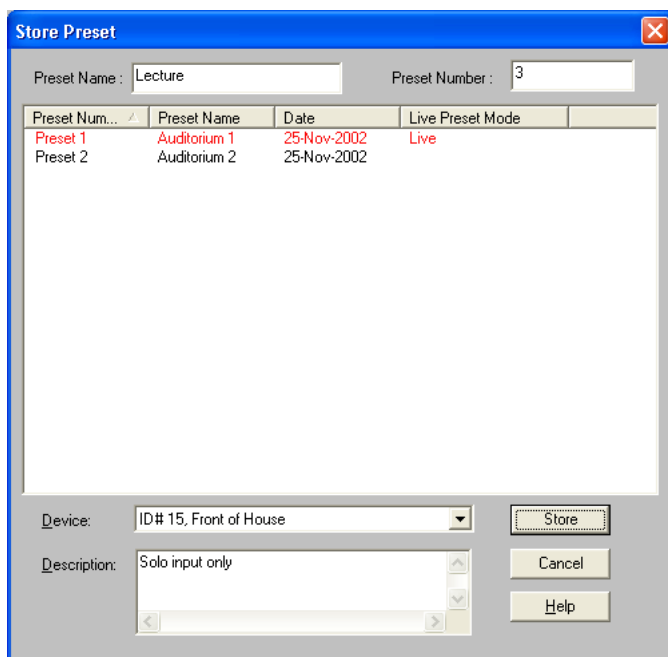 Store Preset
Preset Name : Lecture Preset Number : 3
Preset Num... Preset Name Date Live Preset Mode
Preset 1 Auditorium 1 25-Nov-2002 Live
Preset 2 Auditorium 2 25-Nov-2002
Device: ID# 15, Front of House Store
Description: Solo input only Cancel
Help